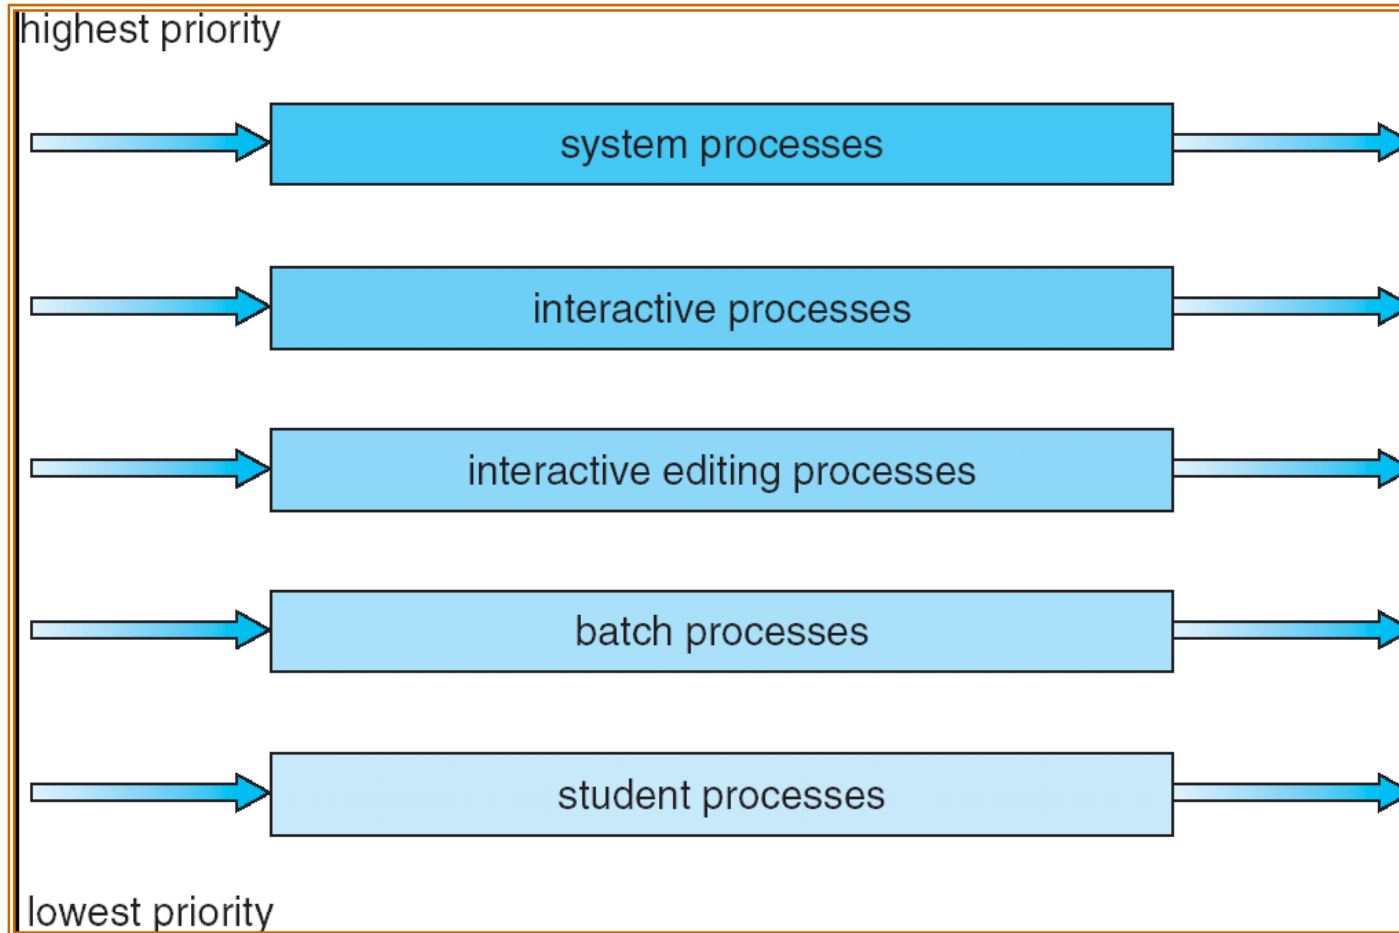 highest priority
system processes
interactive processes
interactive editing processes
batch processes
student processes
lowest priority